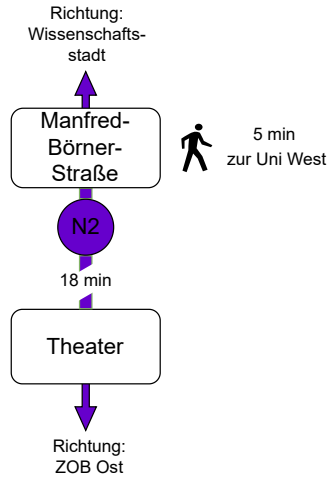 Richtung:
Wissenschafts-
stadt
Manfred-
Börner-
Straße
5 min
zur Uni West
N2
18 min
Theater
Richtung:
ZOB Ost